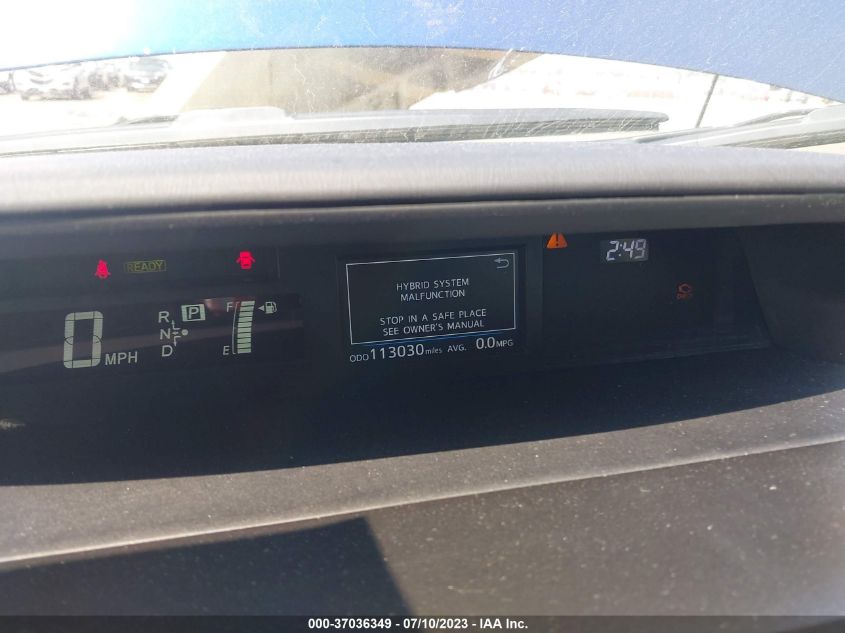 READY
2:49
HYBRID SYSTEM
MALFUNCTION
STOP IN A SAFE PLACE
SEE OWNER'S MANUAL
0 MPH
R
N
D
L
P
F
E
ODO 113030 miles AVG. 0.0 MPG
000-37036349 - 07/10/2023 - IAA Inc.